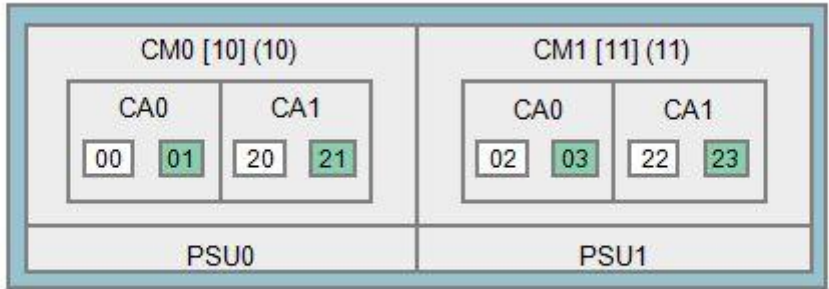 CM0 [10] (10) CM1 [11] (11)
CA0 CA1 CA0 CA1
00 01 20 21 02 03 22 23
PSU0 PSU1